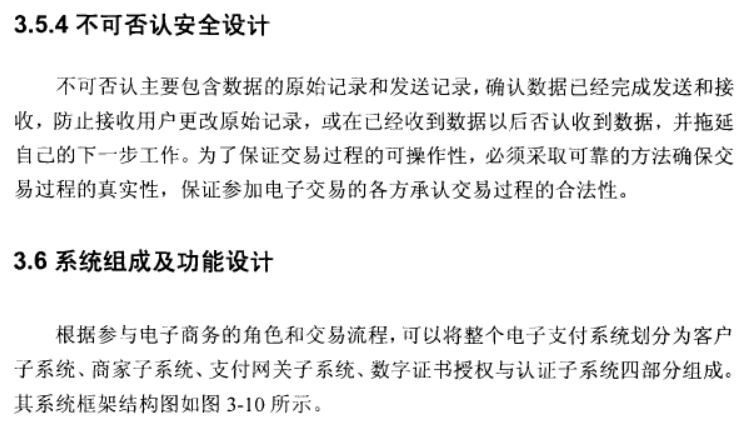 3.5.4 不可否认安全设计
不可否认主要包含数据的原始记录和发送记录，确认数据已经完成发送和接
收，防止接收用户更改原始记录，或在已经收到数据以后否认收到数据，并拖延
自己的下一步工作。为了保证交易过程的可操作性，必须采取可靠的方法确保交
易过程的真实性，保证参加电子交易的各方承认交易过程的合法性。
3.6 系统组成及功能设计
根据参与电子商务的角色和交易流程，可以将整个电子支付系统划分为客户
子系统、商家子系统、支付网关子系统、数字证书授权与认证子系统四部分组成。
其系统框架结构图如图 3-10 所示。